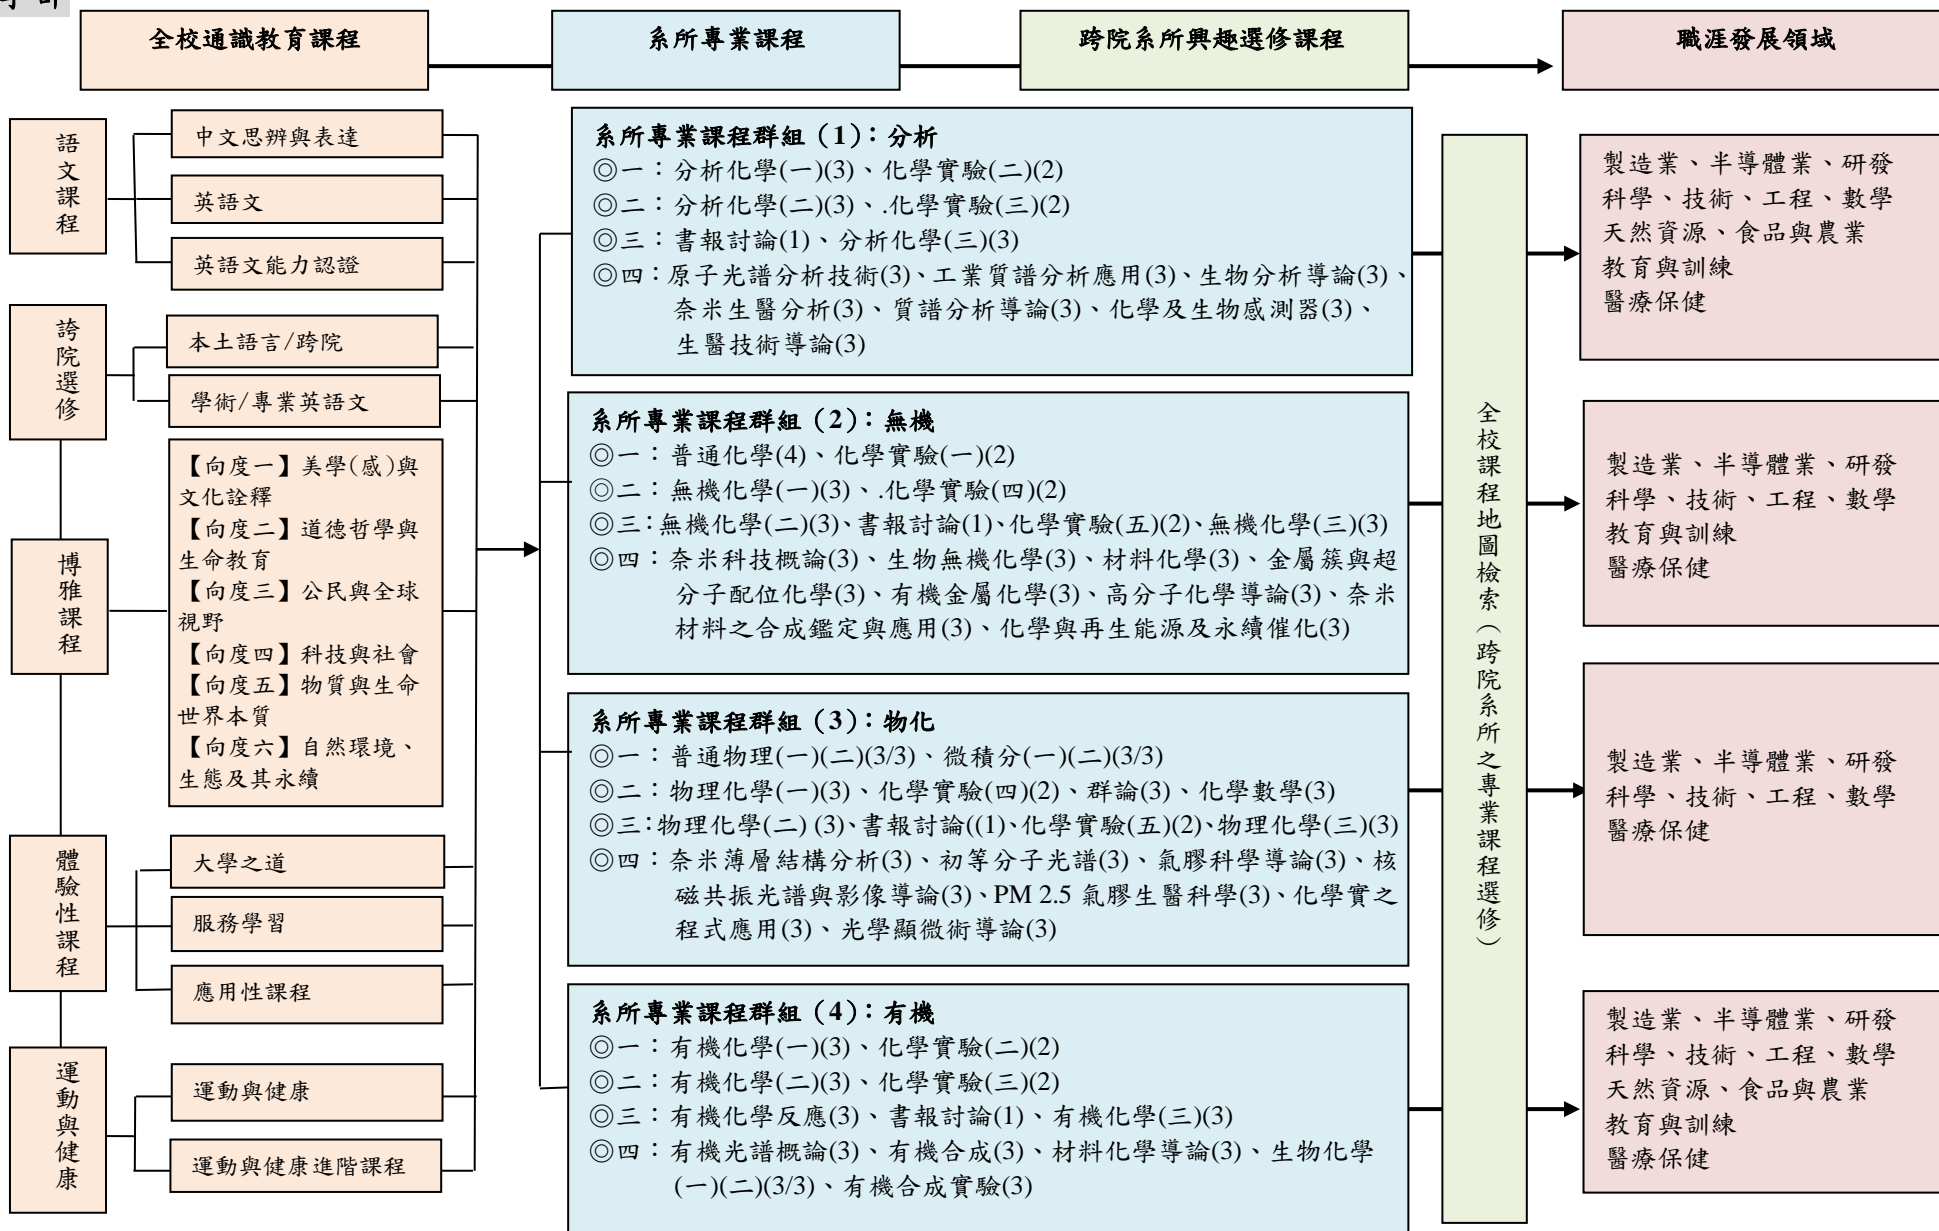 學部
全校通識教育課程
系所專業課程
跨院系所興趣選修課程
職涯發展領域
語文課程
中文思辨與表達
英語文
英語文能力認證
誇院選修
本土語言/跨院
學術/專業英語文
博雅課程
【向度一】美學(感)與
文化詮釋
【向度二】道德哲學與
生命教育
【向度三】公民與全球
視野
【向度四】科技與社會
【向度五】物質與生命
世界本質
【向度六】自然環境、
生態及其永續
體驗性課程
大學之道
服務學習
應用性課程
運動與健康
運動與健康
運動與健康進階課程
系所專業課程群組（1）：分析
◎一：分析化學(一)(3)、化學實驗(二)(2)
◎二：分析化學(二)(3)、.化學實驗(三)(2)
◎三：書報討論(1)、分析化學(三)(3)
◎四：原子光譜分析技術(3)、工業質譜分析應用(3)、生物分析導論(3)、
奈米生醫分析(3)、質譜分析導論(3)、化學及生物感測器(3)、
生醫技術導論(3)
系所專業課程群組（2）：無機
◎一：普通化學(4)、化學實驗(一)(2)
◎二：無機化學(一)(3)、.化學實驗(四)(2)
◎三：無機化學(二)(3)、書報討論(1)、化學實驗(五)(2)、無機化學(三)(3)
◎四：奈米科技概論(3)、生物無機化學(3)、材料化學(3)、金屬簇與超
分子配位化學(3)、有機金屬化學(3)、高分子化學導論(3)、奈米
材料之合成鑑定與應用(3)、化學與再生能源及永續催化(3)
系所專業課程群組（3）：物化
◎一：普通物理(一)(二)(3/3)、微積分(一)(二)(3/3)
◎二：物理化學(一)(3)、化學實驗(四)(2)、群論(3)、化學數學(3)
◎三：物理化學(二) (3)、書報討論((1)、化學實驗(五)(2)、物理化學(三)(3)
◎四：奈米薄層結構分析(3)、初等分子光譜(3)、氣膠科學導論(3)、核
磁共振光譜與影像導論(3)、PM 2.5 氣膠生醫科學(3)、化學實之
程式應用(3)、光學顯微術導論(3)
系所專業課程群組（4）：有機
◎一：有機化學(一)(3)、化學實驗(二)(2)
◎二：有機化學(二)(3)、化學實驗(三)(2)
◎三：有機化學反應(3)、書報討論(1)、有機化學(三)(3)
◎四：有機光譜概論(3)、有機合成(3)、材料化學導論(3)、生物化學
(一)(二)(3/3)、有機合成實驗(3)
全校課程地圖檢索（跨院系所之專業課程選修）
製造業、半導體業、研發
科學、技術、工程、數學
天然資源、食品與農業
教育與訓練
醫療保健
製造業、半導體業、研發
科學、技術、工程、數學
教育與訓練
醫療保健
製造業、半導體業、研發
科學、技術、工程、數學
醫療保健
製造業、半導體業、研發
科學、技術、工程、數學
天然資源、食品與農業
教育與訓練
醫療保健